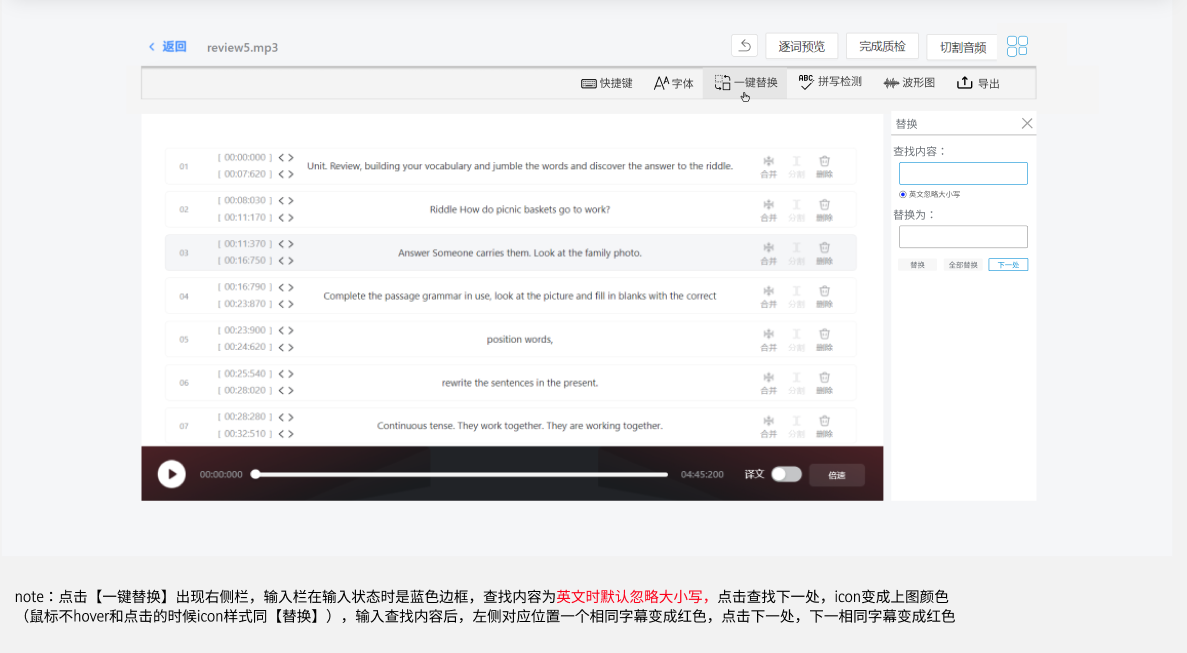 返回 review5.mp3 逐词预览 完成质检 切割音频
快捷键 AA字体 一键替换 ABC 拼写检测 波形图 导出
替换
查找内容：
英文忽略大小写
替换为：
替换 全部替换 下一处
01 [ 00:00:000 ] < > Unit. Review, building your vocabulary and jumble the words and discover the answer to the riddle. 合并 分割 删除
[ 00:07:620 ] < >
02 [ 00:08:030 ] < > Riddle How do picnic baskets go to work? 合并 分割 删除
[ 00:11:170 ] < >
03 [ 00:11:370 ] < > Answer Someone carries them. Look at the family photo. 合并 分割 删除
[ 00:16:750 ] < >
04 [ 00:16:790 ] < > Complete the passage grammar in use, look at the picture and fill in blanks with the correct 合并 分割 删除
[ 00:23:870 ] < >
05 [ 00:23:900 ] < > position words, 合并 分割 删除
[ 00:24:620 ] < >
06 [ 00:25:540 ] < > rewrite the sentences in the present. 合并 分割 删除
[ 00:28:020 ] < >
07 [ 00:28:280 ] < > Continuous tense. They work together. They are working together. 合并 分割 删除
[ 00:32:510 ] < >
00:00:000 04:45:200 译文 倍速
note：点击【一键替换】出现右侧栏，输入栏在输入状态时是蓝色边框，查找内容为英文时默认忽略大小写，点击查找下一处，icon变成上图颜色
（鼠标不hover和点击的时候icon样式同【替换】），输入查找内容后，左侧对应位置一个相同字幕变成红色，点击下一处，下一相同字幕变成红色